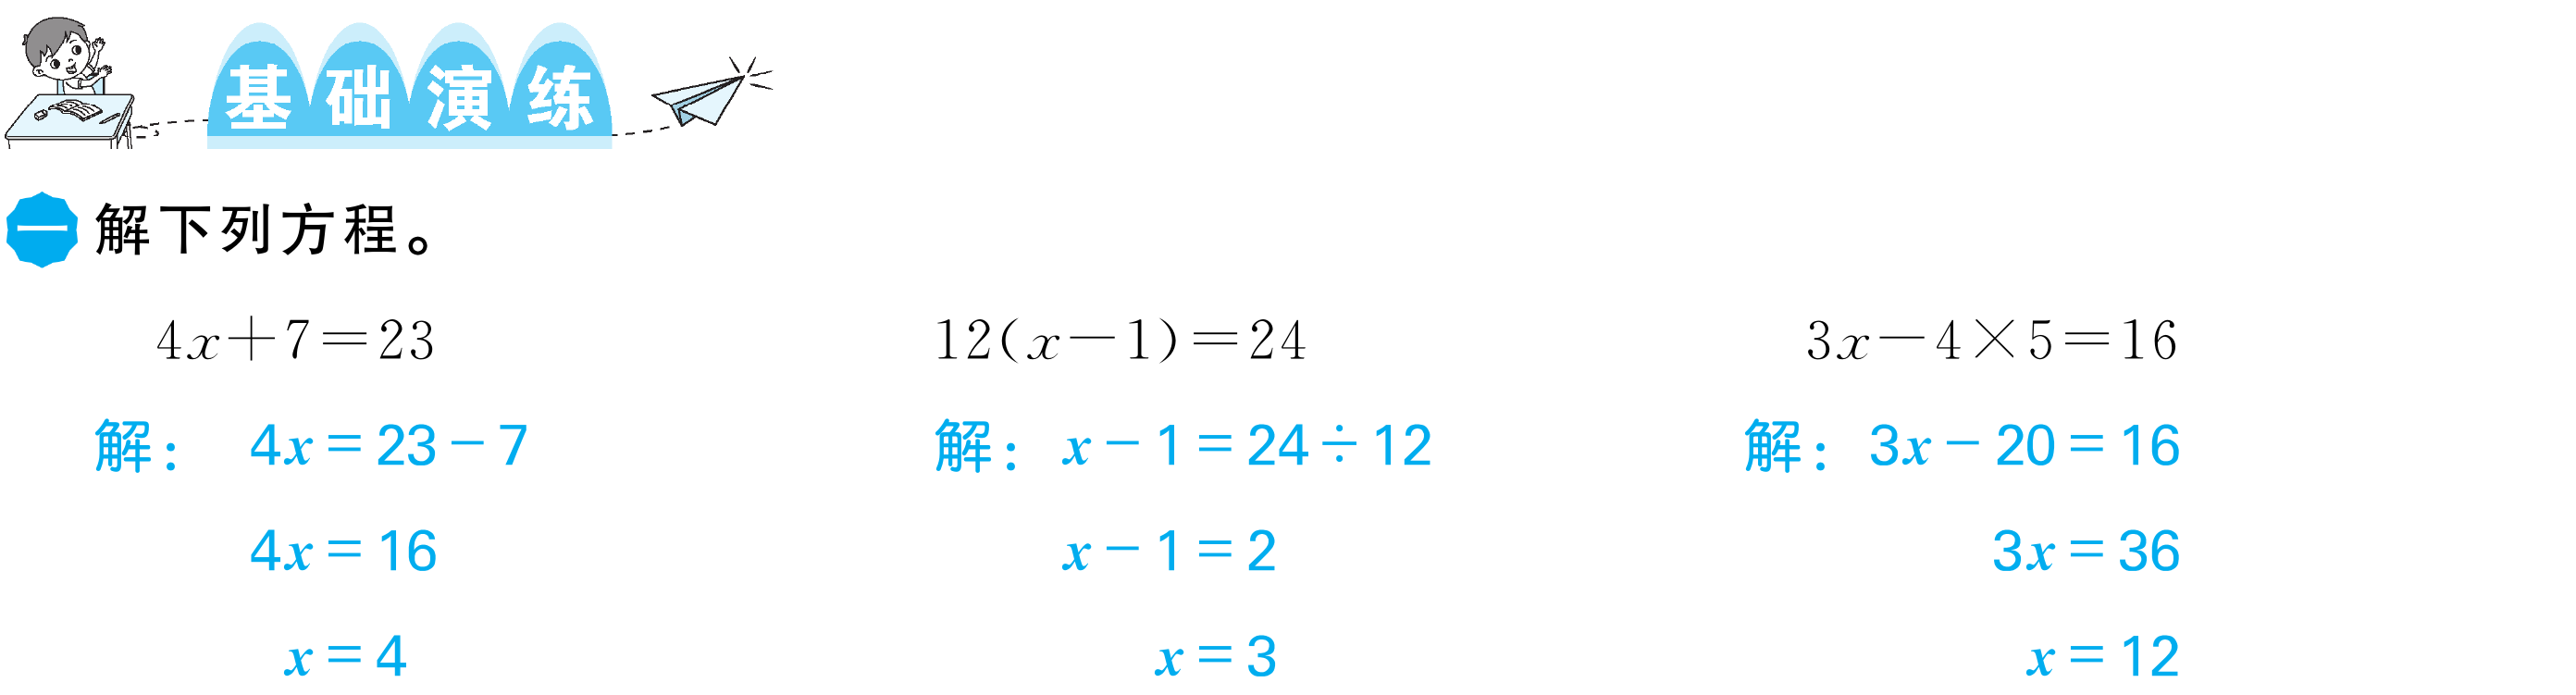 基础演练
一 解下列方程。
4x+7=23 12(x-1)=24 3x-4×5=16
解： 4x=23-7 解：x-1=24÷12 解：3x-20=16
4x=16 x-1=2 3x=36
x=4 x=3 x=12